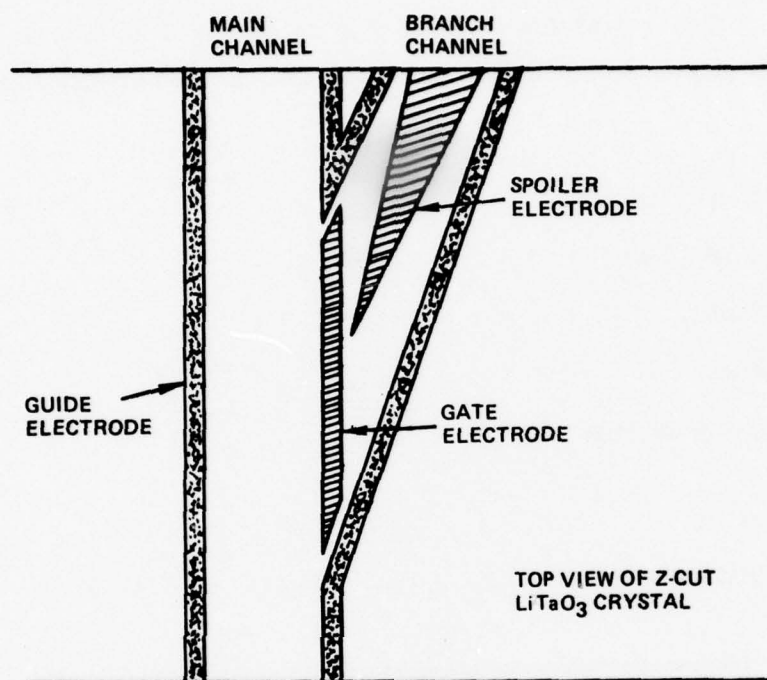 MAIN
CHANNEL
BRANCH
CHANNEL
SPOILER
ELECTRODE
GUIDE
ELECTRODE
GATE
ELECTRODE
TOP VIEW OF Z-CUT
LiTaO3 CRYSTAL